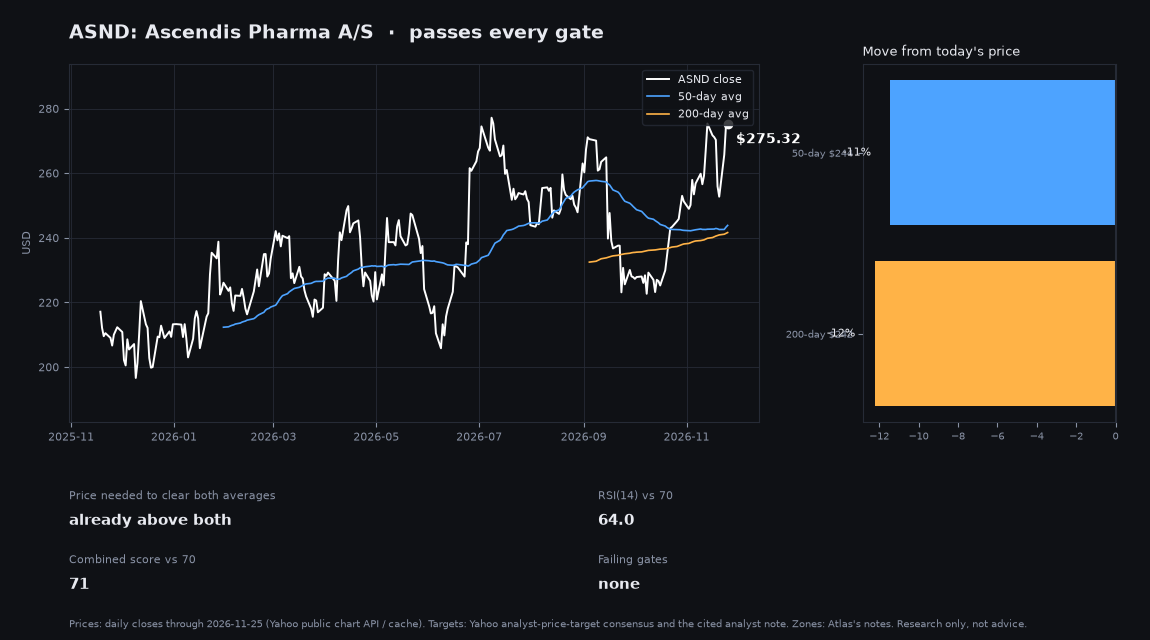 ASND: Ascendis Pharma A/S · passes every gate
Move from today's price
ASND close
50-day avg
200-day avg
$275.32
USD
280
260
240
220
200
2025-11 2026-01 2026-03 2026-05 2026-07 2026-09 2026-11
50-day
-11%
200-day
-12%
−12 −10 −8 −6 −4 −2 0
Price needed to clear both averages
already above both
RSI(14) vs 70
64.0
Combined score vs 70
71
Failing gates
none
Prices: daily closes through 2026-11-25 (Yahoo public chart API / cache). Targets: Yahoo analyst-price-target consensus and the cited analyst note. Zones: Atlas's notes. Research only, not advice.